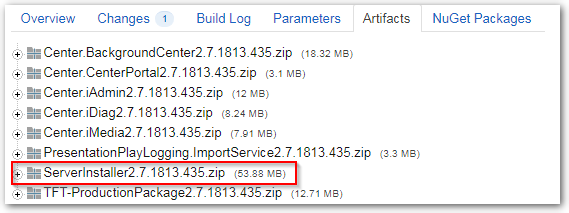 Overview Changes 1 Build Log Parameters Artifacts NuGet Packages
Center.BackgroundCenter2.7.1813.435.zip (18.32 MB)
Center.CenterPortal2.7.1813.435.zip (3.1 MB)
Center.iAdmin2.7.1813.435.zip (12 MB)
Center.iDiag2.7.1813.435.zip (8.24 MB)
Center.iMedia2.7.1813.435.zip (7.91 MB)
PresentationPlayLogging.ImportService2.7.1813.435.zip (3.3 MB)
ServerInstaller2.7.1813.435.zip (53.88 MB)
TFT-ProductionPackage2.7.1813.435.zip (12.71 MB)